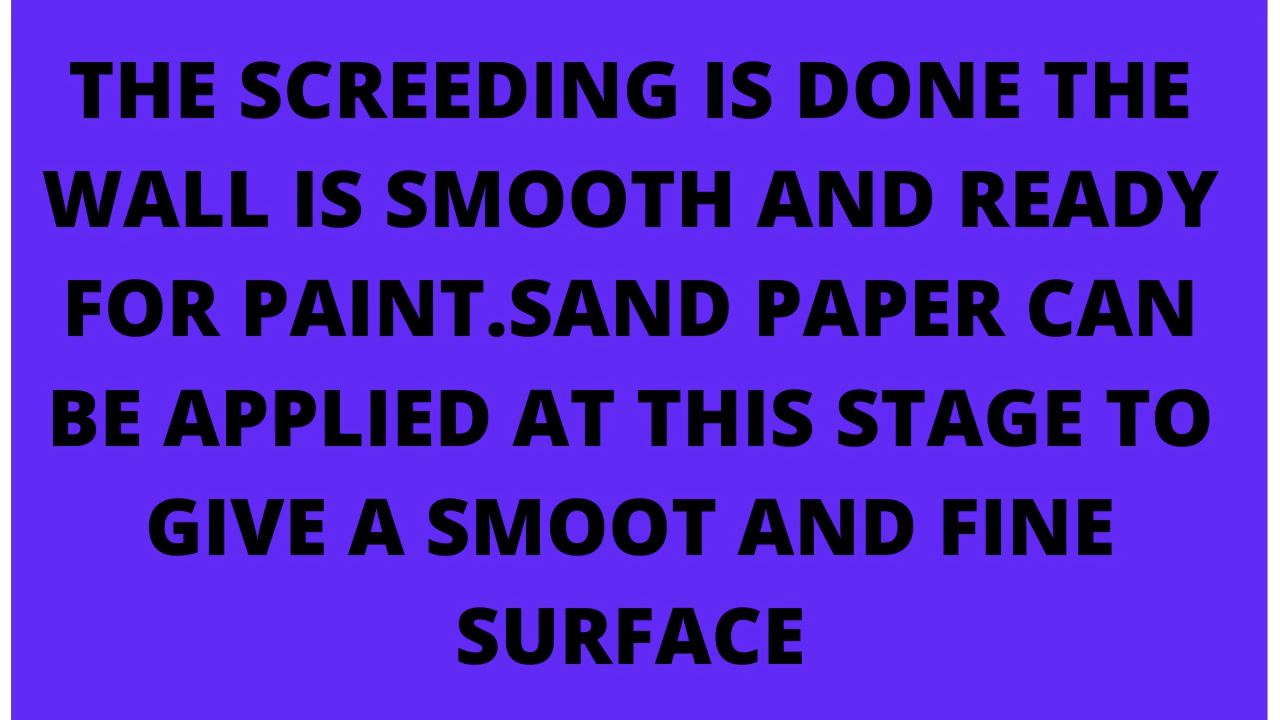 THE SCREEDING IS DONE THE
WALL IS SMOOTH AND READY
FOR PAINT.SAND PAPER CAN
BE APPLIED AT THIS STAGE TO
GIVE A SMOOT AND FINE
SURFACE